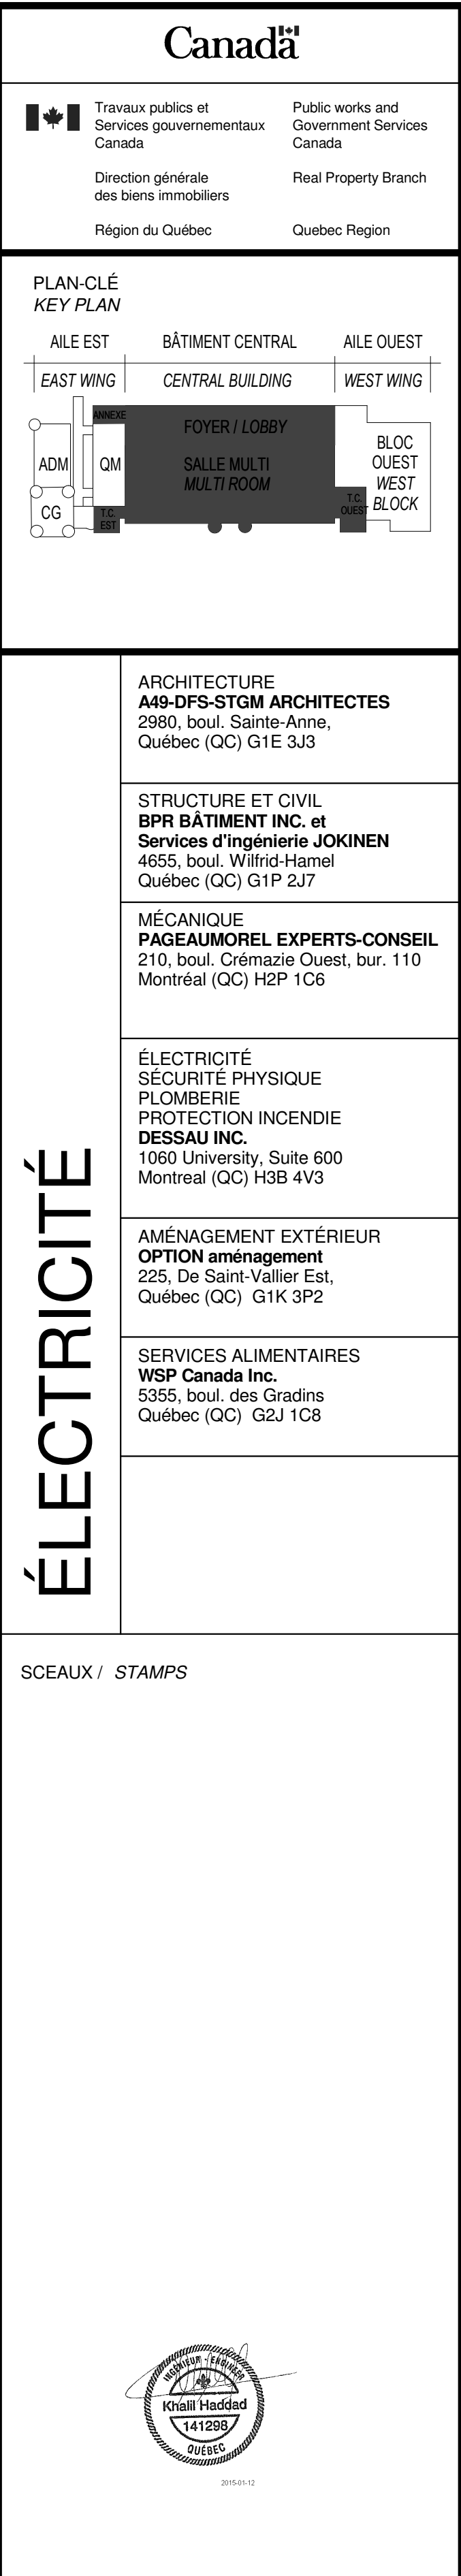 Canada
Travaux publics et
Services gouvernementaux
Canada
Public works and
Government Services
Canada
Direction générale
des biens immobiliers
Real Property Branch
Région du Québec
Quebec Region
PLAN-CLÉ
KEY PLAN
AILE EST
BÂTIMENT CENTRAL
AILE OUEST
EAST WING
CENTRAL BUILDING
WEST WING
ANNEXE
FOYER / LOBBY
SALLE MULTI
MULTI ROOM
ADM
QM
CG
T.C.
EST
T.C.
OUEST
BLOC
OUEST
WEST
BLOCK
ÉLECTRICITÉ
ARCHITECTURE
A49-DFS-STGM ARCHITECTES
2980, boul. Sainte-Anne,
Québec (QC) G1E 3J3
STRUCTURE ET CIVIL
BPR BÂTIMENT INC. et
Services d'ingénierie JOKINEN
4655, boul. Wilfrid-Hamel
Québec (QC) G1P 2J7
MÉCANIQUE
PAGEAUMOREL EXPERTS-CONSEIL
210, boul. Crémazie Ouest, bur. 110
Montréal (QC) H2P 1C6
ÉLECTRICITÉ
SÉCURITÉ PHYSIQUE
PLOMBERIE
PROTECTION INCENDIE
DESSAU INC.
1060 University, Suite 600
Montreal (QC) H3B 4V3
AMÉNAGEMENT EXTÉRIEUR
OPTION aménagement
225, De Saint-Vallier Est,
Québec (QC) G1K 3P2
SERVICES ALIMENTAIRES
WSP Canada Inc.
5355, boul. des Gradins
Québec (QC) G2J 1C8
SCEAUX / STAMPS
INGÉNIEUR - ENGINEER
Khalil Haddad
141298
QUÉBEC
2015-01-12